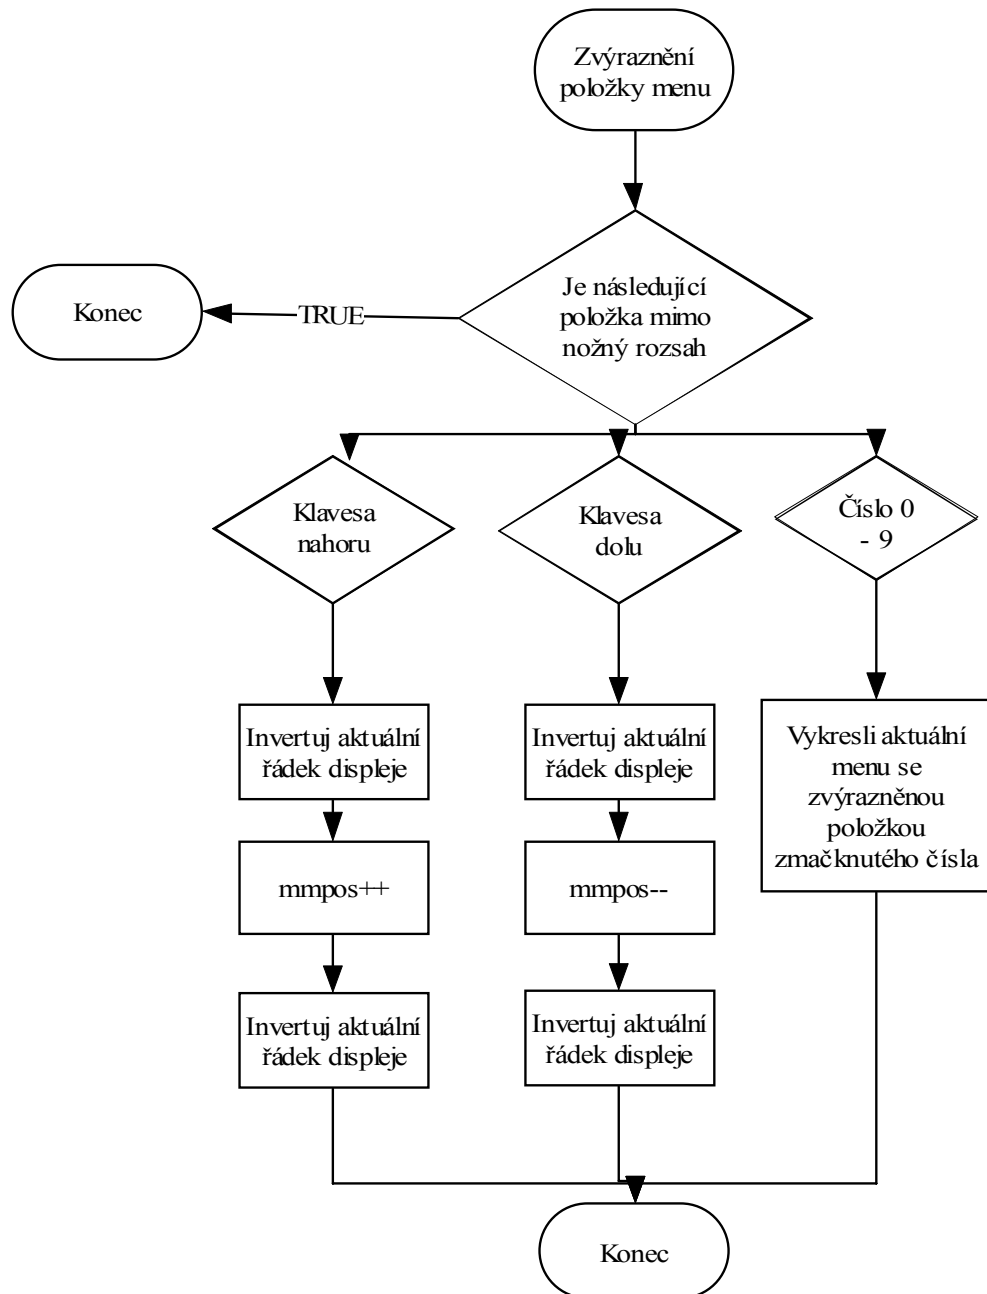 Zvýraznění
položky menu
Je následující
položka mimo
nožný rozsah
TRUE
Konec
Klavesa
nahoru
Klavesa
dolu
Číslo 0
- 9
Invertuj aktuální
řádek displeje
Invertuj aktuální
řádek displeje
Vykresli aktuální
menu se
zvýrazněnou
položkou
zmačknutého čísla
mmpos++
mmpos--
Invertuj aktuální
řádek displeje
Invertuj aktuální
řádek displeje
Konec